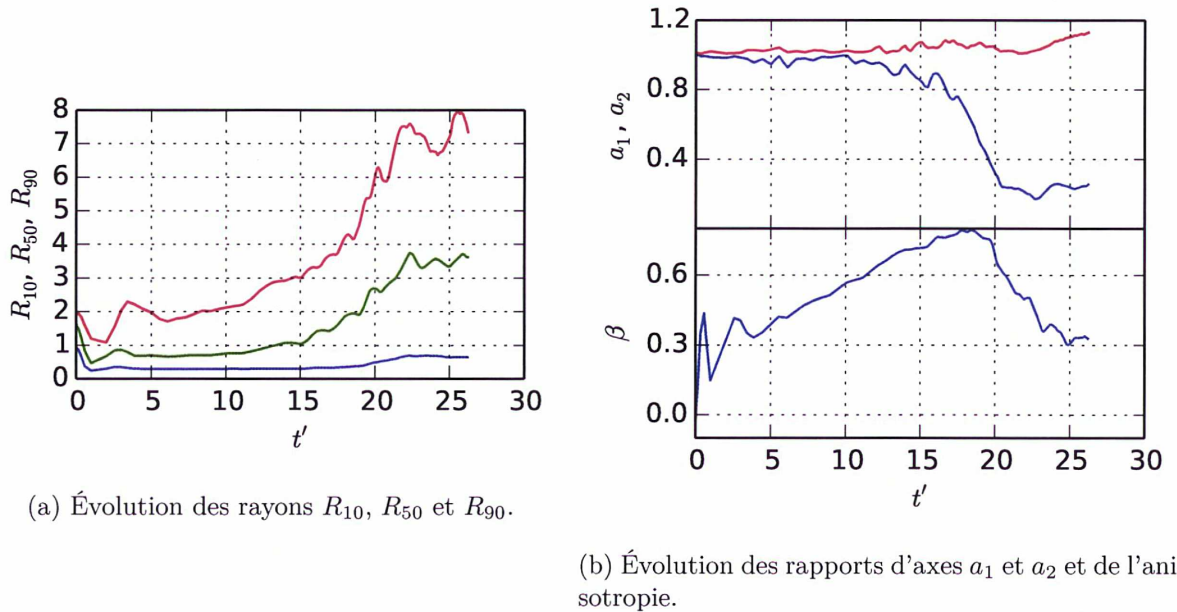 8
7
6
5
4
3
2
1
0
R₁₀, R₅₀, R₉₀
0 5 10 15 20 25 30
t′
(a) Évolution des rayons R₁₀, R₅₀ et R₉₀.
1.2
0.8
0.4
a₁, a₂
0.6
0.3
0.0
β
0 5 10 15 20 25 30
t′
(b) Évolution des rapports d'axes a₁ et a₂ et de l'ani
sotropie.